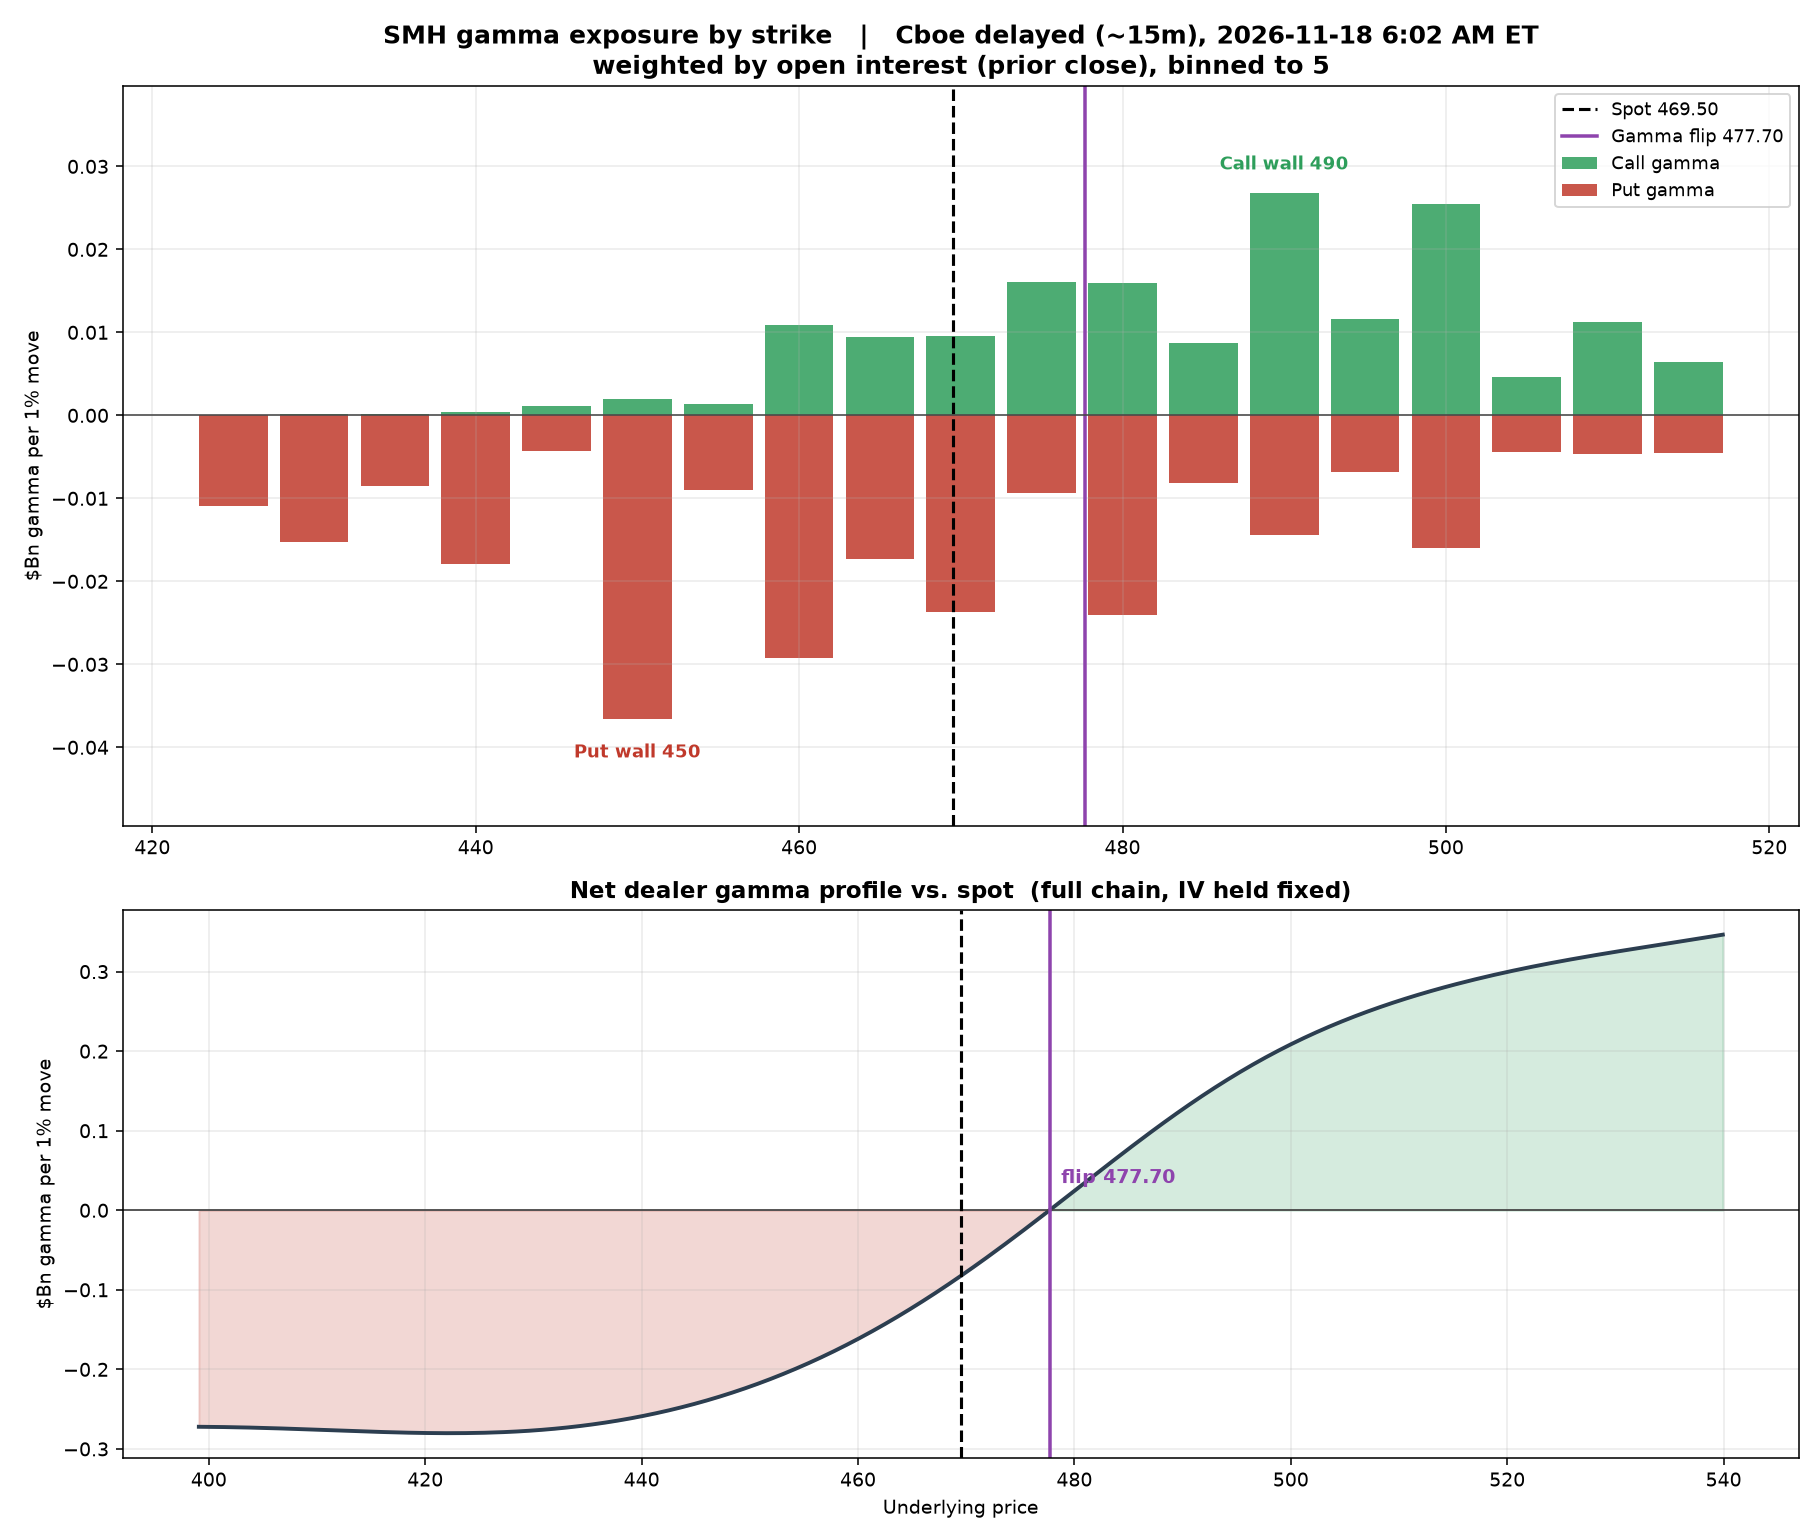 SMH gamma exposure by strike | Cboe delayed (~15m), 2026-11-18 6:02 AM ET
weighted by open interest (prior close), binned to 5
Spot 469.50
Gamma flip 477.70
Call gamma
Put gamma
Call wall 490
Put wall 450
$Bn gamma per 1% move
0.03
0.02
0.01
0.00
−0.01
−0.02
−0.03
−0.04
420 440 460 480 500 520
Net dealer gamma profile vs. spot (full chain, IV held fixed)
$Bn gamma per 1% move
0.3
0.2
0.1
0.0
−0.1
−0.2
−0.3
flip 477.70
400 420 440 460 480 500 520 540
Underlying price